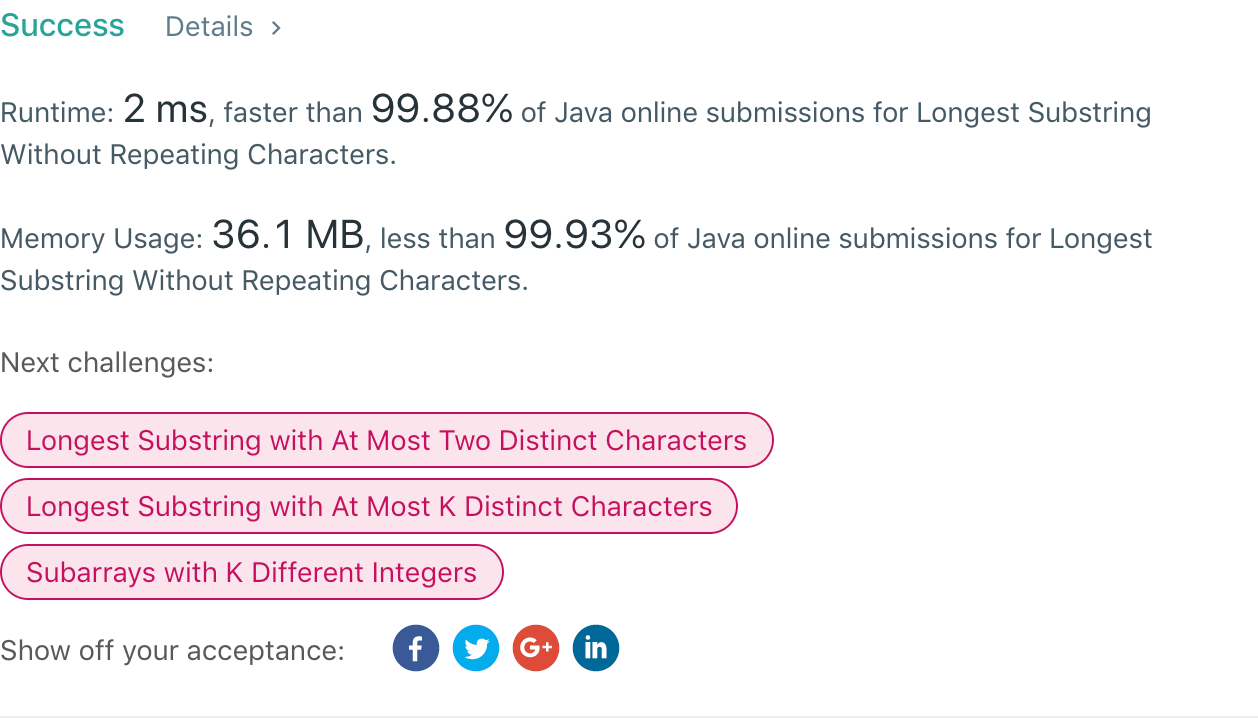 Success Details >
Runtime: 2 ms, faster than 99.88% of Java online submissions for Longest Substring
Without Repeating Characters.
Memory Usage: 36.1 MB, less than 99.93% of Java online submissions for Longest
Substring Without Repeating Characters.
Next challenges:
Longest Substring with At Most Two Distinct Characters
Longest Substring with At Most K Distinct Characters
Subarrays with K Different Integers
Show off your acceptance: f G+ in